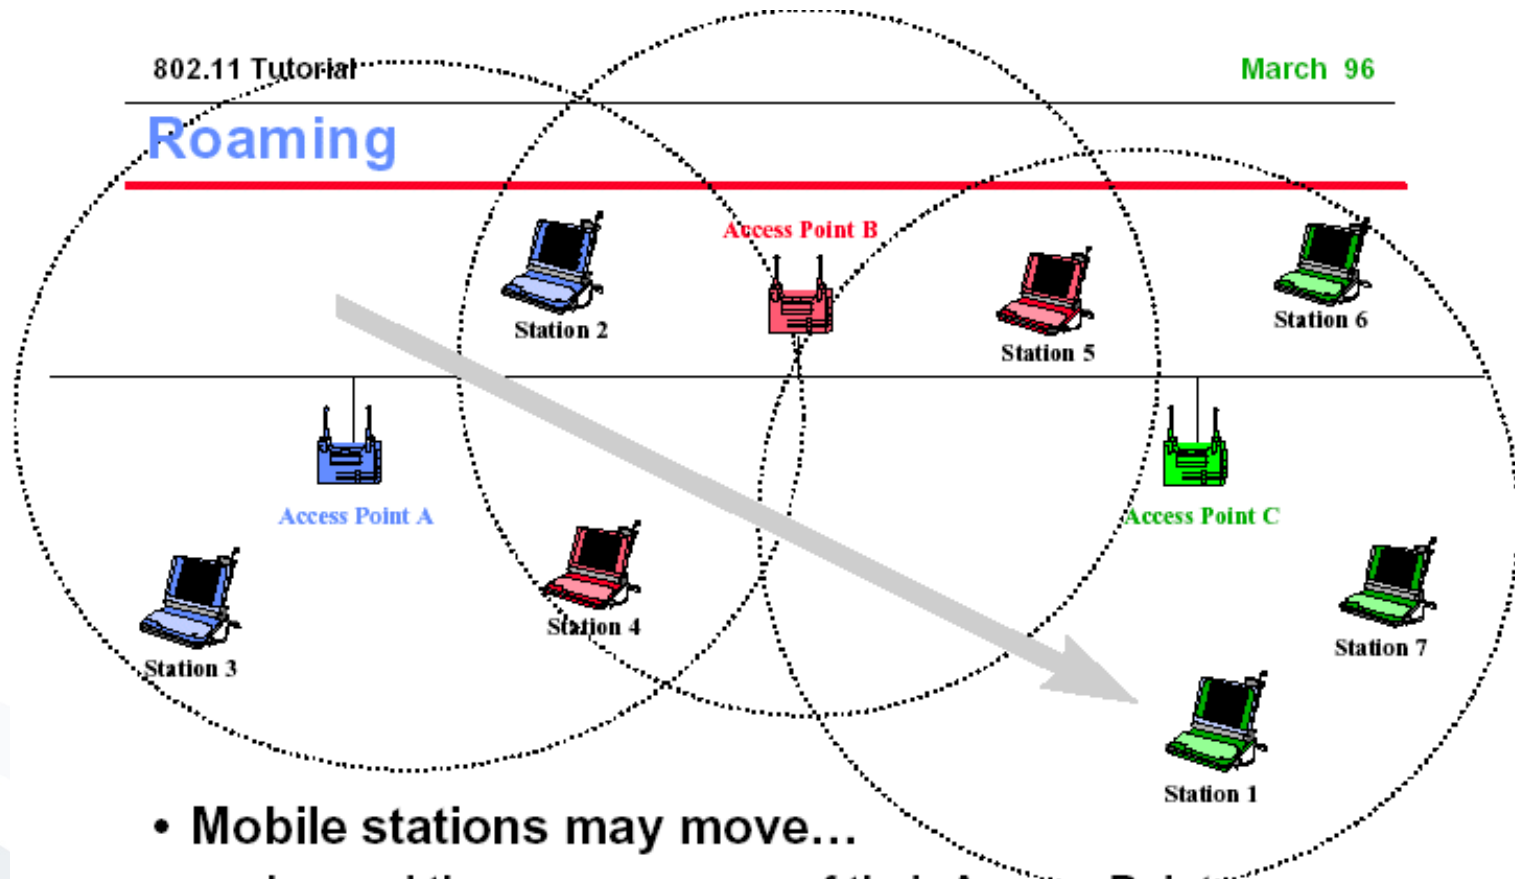 802.11 Tutorial
March 96
Roaming
Access Point B
Station 2
Station 5
Station 6
Access Point A
Access Point C
Station 4
Station 3
Station 7
Station 1
• Mobile stations may move...